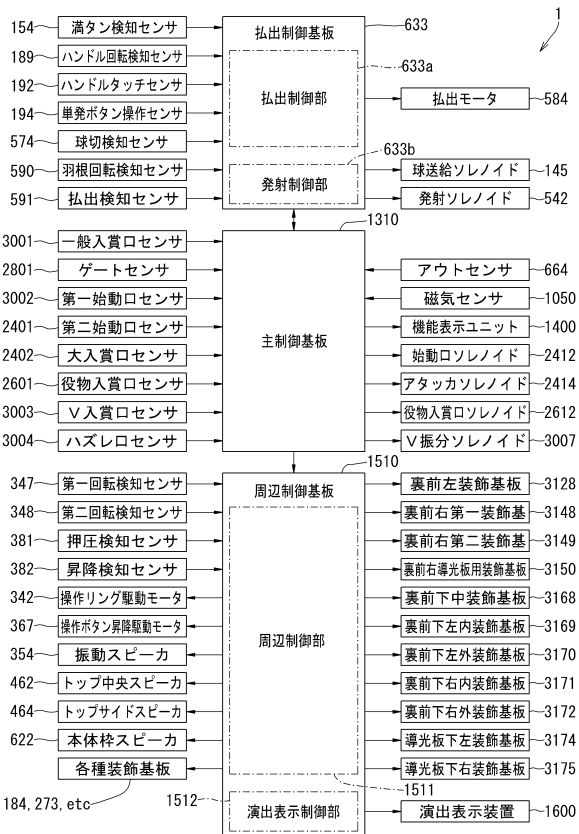 1
154 満タン検知センサ
189 ハンドル回転検知センサ
192 ハンドルタッチセンサ
194 単発ボタン操作センサ
574 球切検知センサ
590 羽根回転検知センサ
591 払出検知センサ
払出制御基板 633
633a
払出制御部
633b
発射制御部
払出モータ 584
球送給ソレノイド 145
発射ソレノイド 542
1310
3001 一般入賞口センサ
2801 ゲートセンサ
3002 第一始動口センサ
2401 第二始動口センサ
2402 大入賞口センサ
2601 役物入賞口センサ
3003 V入賞口センサ
3004 ハズレ口センサ
主制御基板
アウトセンサ 664
磁気センサ 1050
機能表示ユニット 1400
始動口ソレノイド 2412
アタッカソレノイド 2414
役物入賞口ソレノイド 2612
V振分ソレノイド 3007
1510
347 第一回転検知センサ
348 第二回転検知センサ
381 押圧検知センサ
382 昇降検知センサ
342 操作リング駆動モータ
367 操作ボタン昇降駆動モータ
354 振動スピーカ
462 トップ中央スピーカ
464 トップサイドスピーカ
622 本体枠スピーカ
各種装飾基板
184, 273, etc
周辺制御基板
周辺制御部
1511
1512 演出表示制御部
裏前左装飾基板 3128
裏前右第一装飾基 3148
裏前右第二装飾基 3149
裏前右導光板用装飾基板 3150
裏前下中装飾基板 3168
裏前下左内装飾基板 3169
裏前下左外装飾基板 3170
裏前下右内装飾基板 3171
裏前下右外装飾基板 3172
導光板下左装飾基板 3174
導光板下右装飾基板 3175
演出表示装置 1600